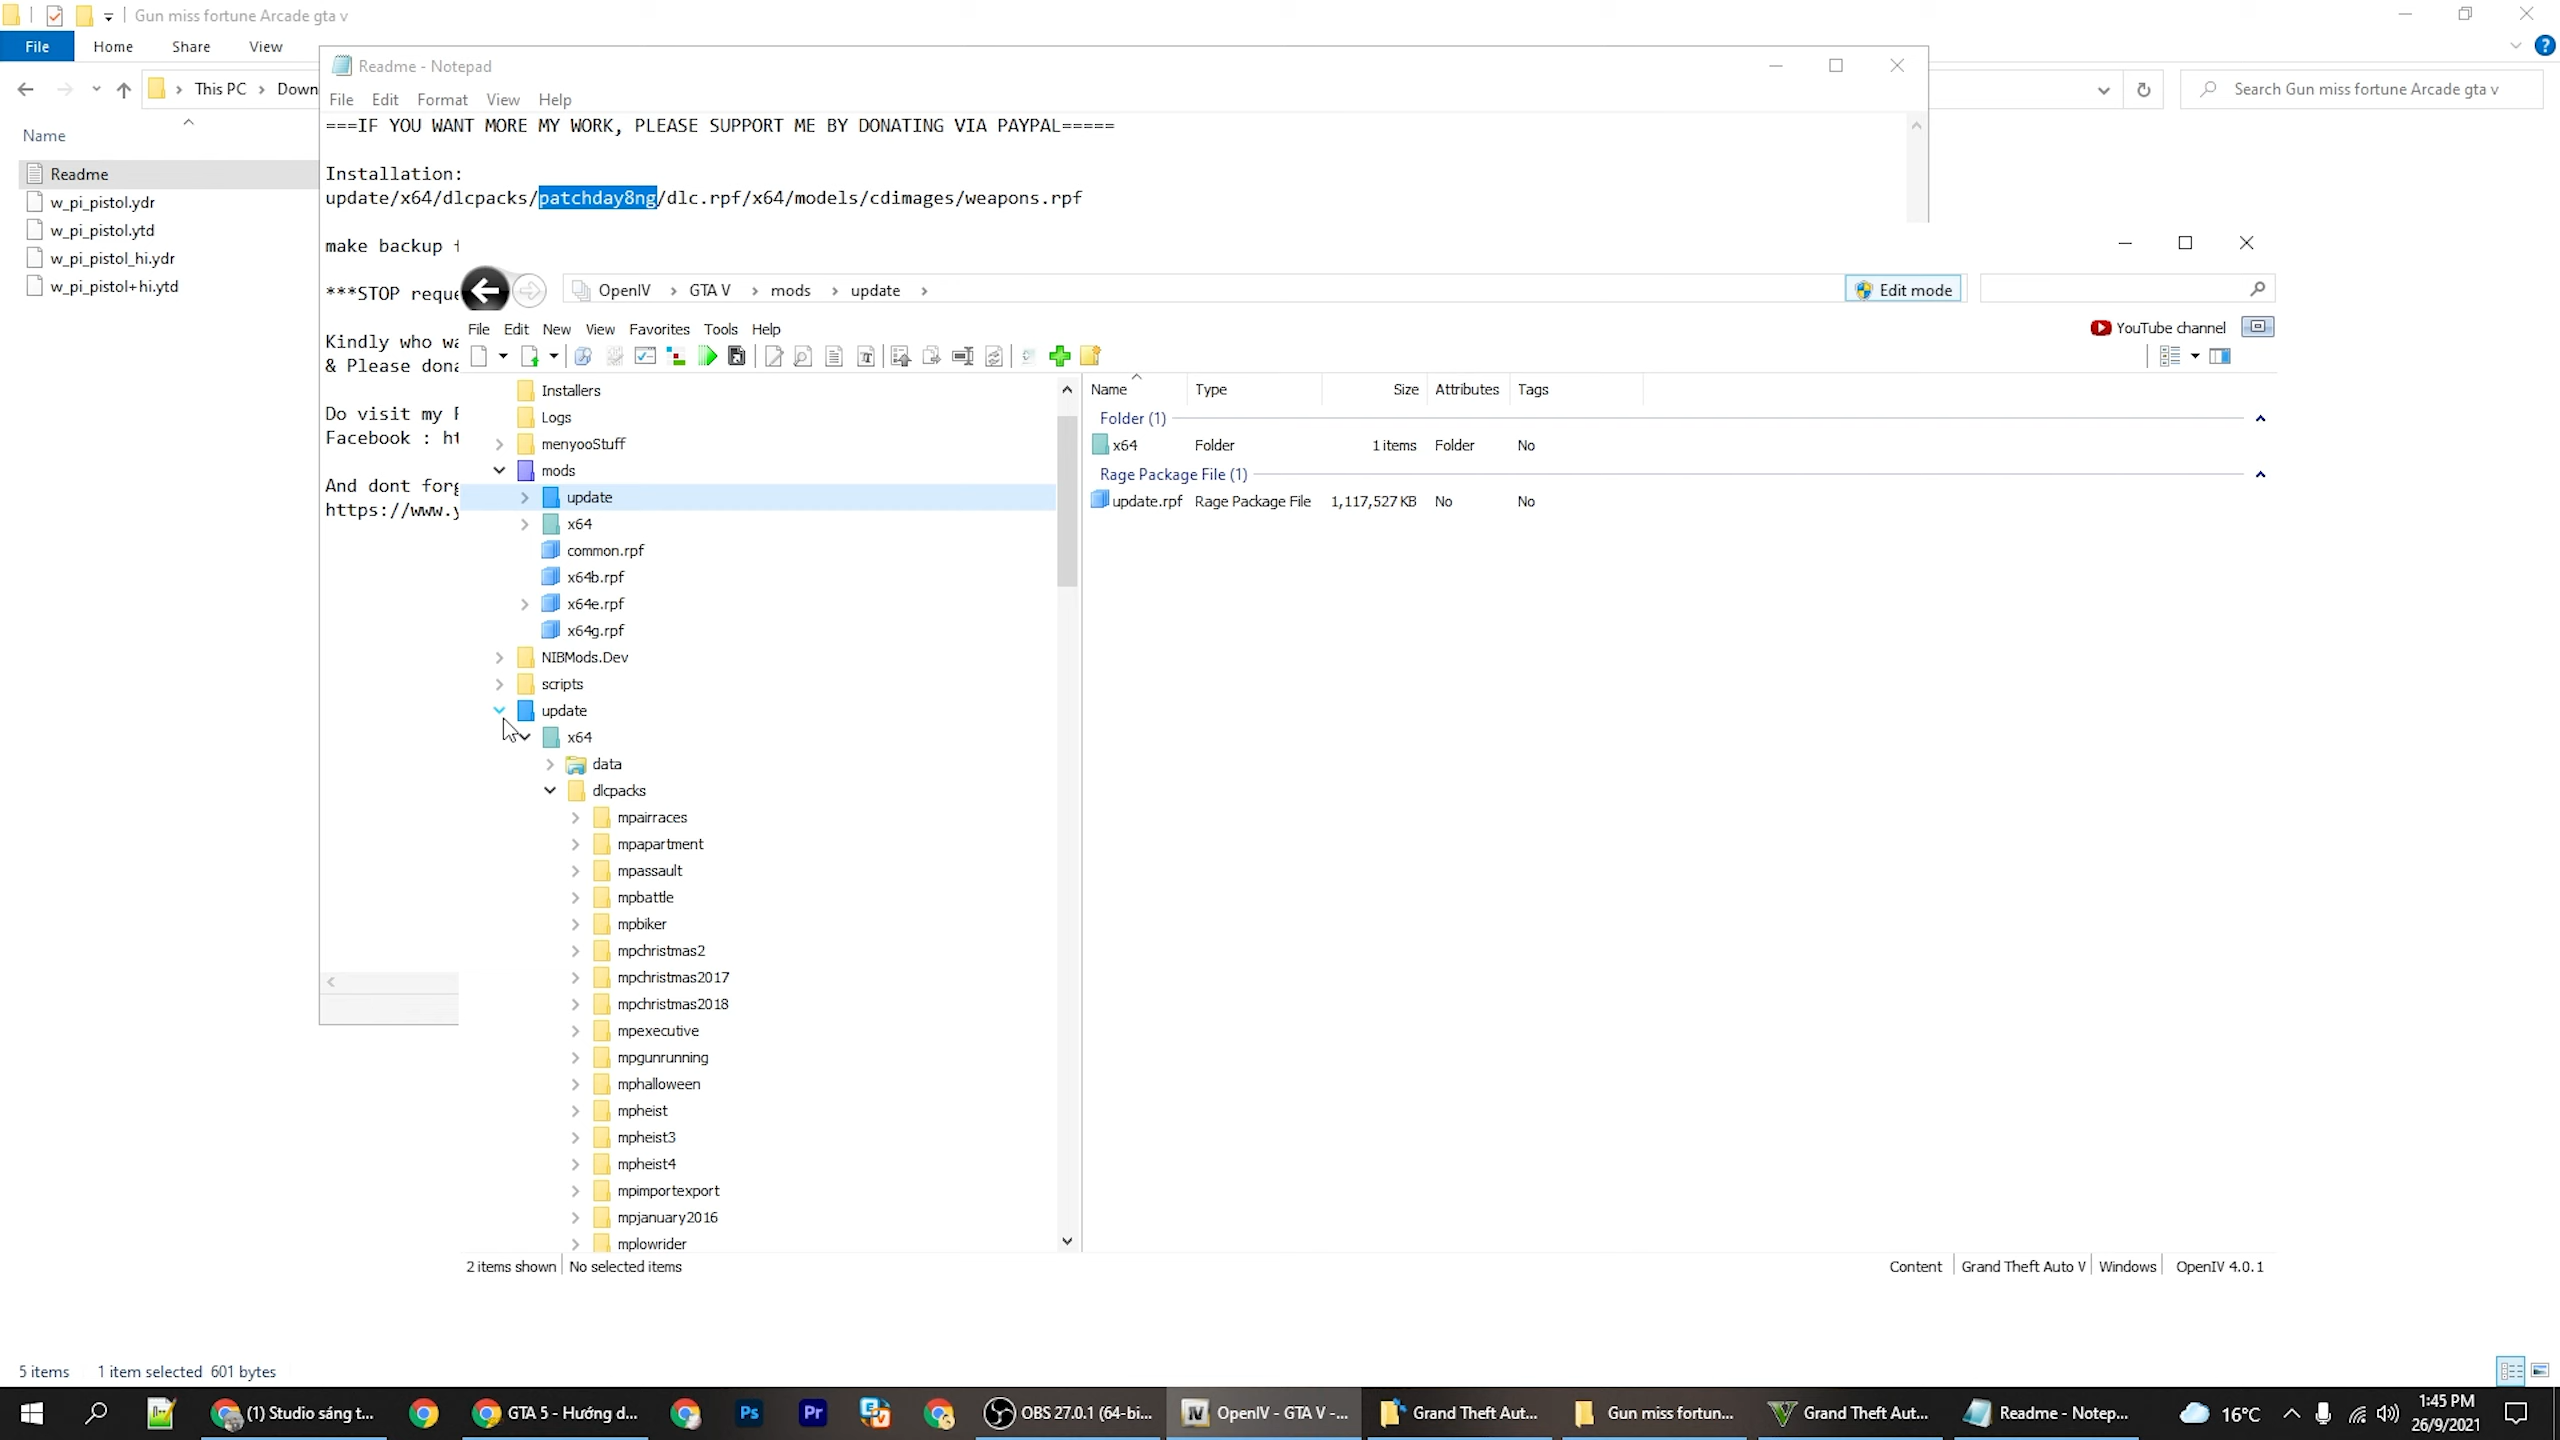 Gun miss fortune Arcade gta v
File Home Share View
This PC > Down
Search Gun miss fortune Arcade gta v
Name
Readme
w_pi_pistol.ydr
w_pi_pistol.ytd
w_pi_pistol_hi.ydr
w_pi_pistol+hi.ytd
Readme - Notepad
File Edit Format View Help
===IF YOU WANT MORE MY WORK, PLEASE SUPPORT ME BY DONATING VIA PAYPAL=====
Installation:
update/x64/dlcpacks/patchday8ng/dlc.rpf/x64/models/cdimages/weapons.rpf
make backup
***STOP reque
Kindly who wa
& Please dona
Do visit my
Facebook : ht
And dont forg
https://www.y
OpenIV > GTA V > mods > update >
Edit mode
File Edit New View Favorites Tools Help
YouTube channel
Installers
Logs
menyooStuff
mods
update
x64
common.rpf
x64b.rpf
x64e.rpf
x64g.rpf
NIBMods.Dev
scripts
update
x64
data
dlcpacks
mpairraces
mpapartment
mpassault
mpbattle
mpbiker
mpchristmas2
mpchristmas2017
mpchristmas2018
mpexecutive
mpgunrunning
mphalloween
mpheist
mpheist3
mpheist4
mpimportexport
mpjanuary2016
mplowrider
Name Type Size Attributes Tags
Folder (1)
x64 Folder 1 items Folder No
Rage Package File (1)
update.rpf Rage Package File 1,117,527 KB No No
2 items shown No selected items
Content Grand Theft Auto V Windows OpenIV 4.0.1
5 items 1 item selected 601 bytes
(1) Studio sáng t...
GTA 5 - Hướng d...
Ps
Pr
OBS 27.0.1 (64-bi...
IV OpenIV - GTA V -...
Grand Theft Aut...
Gun miss fortun...
Grand Theft Aut...
Readme - Notep...
16°C
1:45 PM
26/9/2021